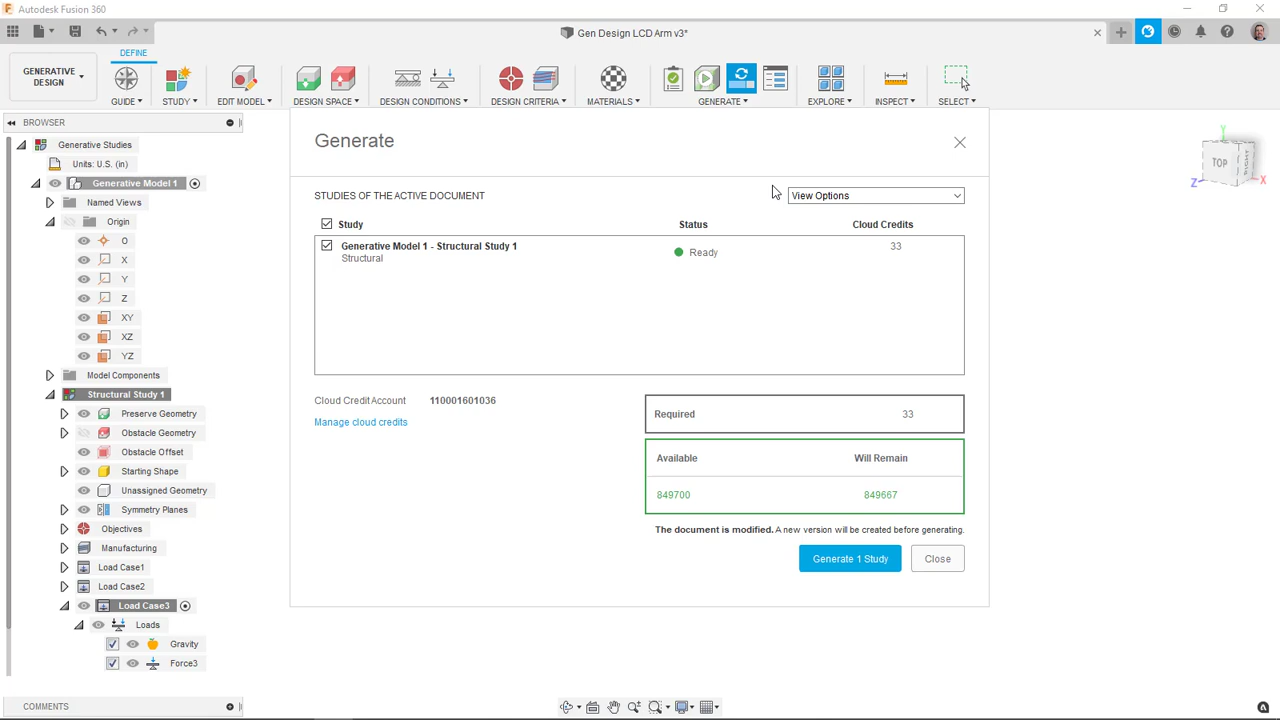 Autodesk Fusion 360
Gen Design LCD Arm v3*
DEFINE
GENERATIVE DESIGN
GUIDE
STUDY
EDIT MODEL
DESIGN SPACE
DESIGN CONDITIONS
DESIGN CRITERIA
MATERIALS
GENERATE
EXPLORE
INSPECT
SELECT
BROWSER
Generative Studies
Units: U.S. (in)
Generative Model 1
Named Views
Origin
O
X
Y
Z
XY
XZ
YZ
Model Components
Structural Study 1
Preserve Geometry
Obstacle Geometry
Obstacle Offset
Starting Shape
Unassigned Geometry
Symmetry Planes
Objectives
Manufacturing
Load Case1
Load Case2
Load Case3
Loads
Gravity
Force3
COMMENTS
Generate
STUDIES OF THE ACTIVE DOCUMENT
View Options
Study Status Cloud Credits
Generative Model 1 - Structural Study 1 33
Structural
Ready
Cloud Credit Account 110001601036
Manage cloud credits
Required 33
Available Will Remain
849700 849667
The document is modified. A new version will be created before generating.
Generate 1 Study Close
Y
TOP
RIGHT
Z
X